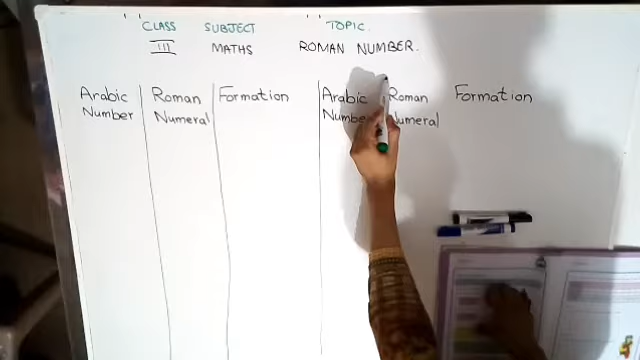 CLASS SUBJECT TOPIC.
III MATHS ROMAN NUMBER.
Arabic Roman Formation Arabic Roman Formation
Number Numeral Number Numeral